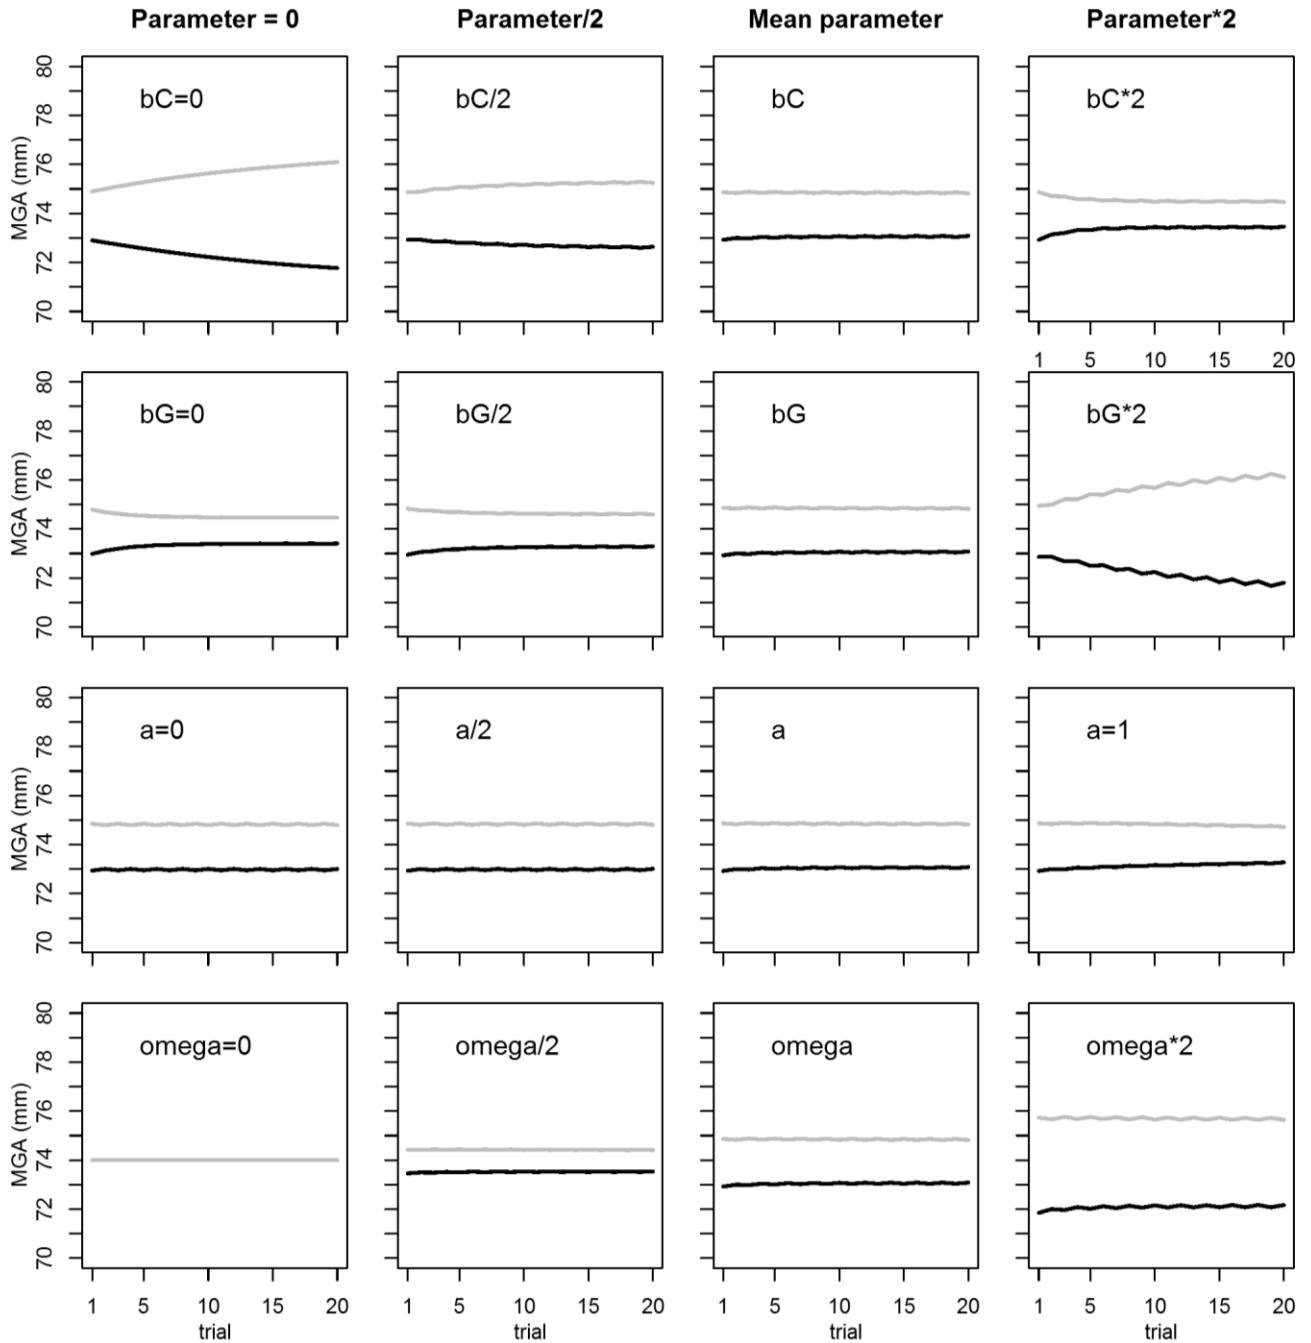 Parameter = 0 Parameter/2 Mean parameter Parameter*2
80
78
76
74
72
70
MGA (mm)
bC=0 bC/2 bC bC*2
1 5 10 15 20
80
78
76
74
72
70
MGA (mm)
bG=0 bG/2 bG bG*2
80
78
76
74
72
70
MGA (mm)
a=0 a/2 a a=1
80
78
76
74
72
70
MGA (mm)
omega=0 omega/2 omega omega*2
1 5 10 15 20 1 5 10 15 20 1 5 10 15 20 1 5 10 15 20
trial trial trial trial